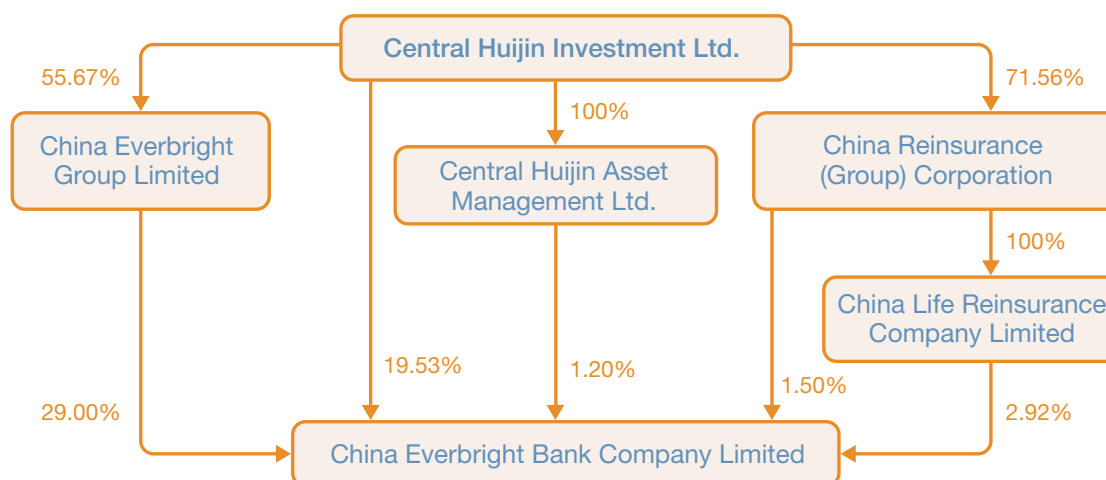 Central Huijin Investment Ltd.
55.67%
71.56%
100%
China Everbright
Group Limited
Central Huijin Asset
Management Ltd.
China Reinsurance
(Group) Corporation
100%
China Life Reinsurance
Company Limited
19.53%
1.20%
1.50%
29.00%
2.92%
China Everbright Bank Company Limited